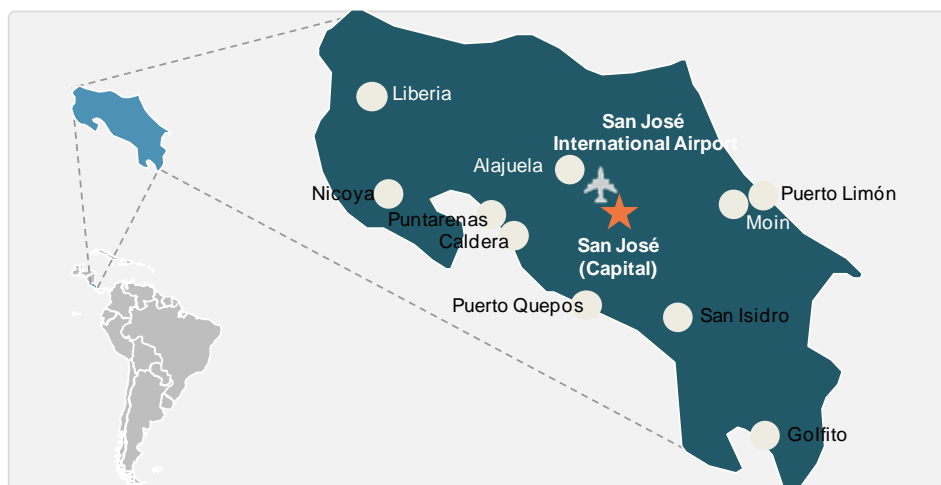 Liberia
San José
International Airport
Alajuela
Nicoya
Puerto Limón
Puntarenas
Moin
Caldera
San José
(Capital)
Puerto Quepos
San Isidro
Golfito